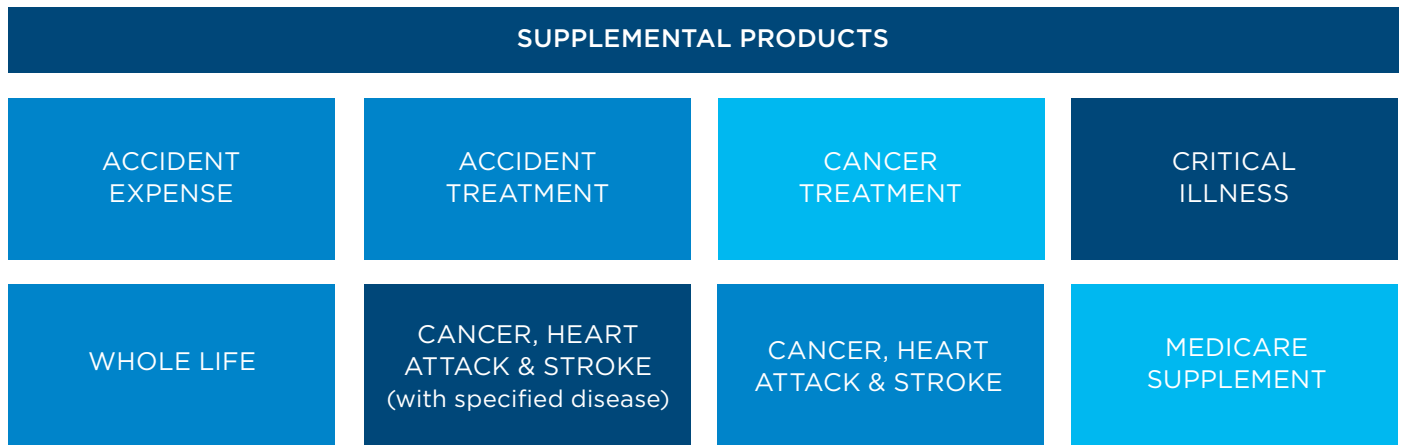 SUPPLEMENTAL PRODUCTS
ACCIDENT
EXPENSE
ACCIDENT
TREATMENT
CANCER
TREATMENT
CRITICAL
ILLNESS
WHOLE LIFE
CANCER, HEART
ATTACK & STROKE
(with specified disease)
CANCER, HEART
ATTACK & STROKE
MEDICARE
SUPPLEMENT